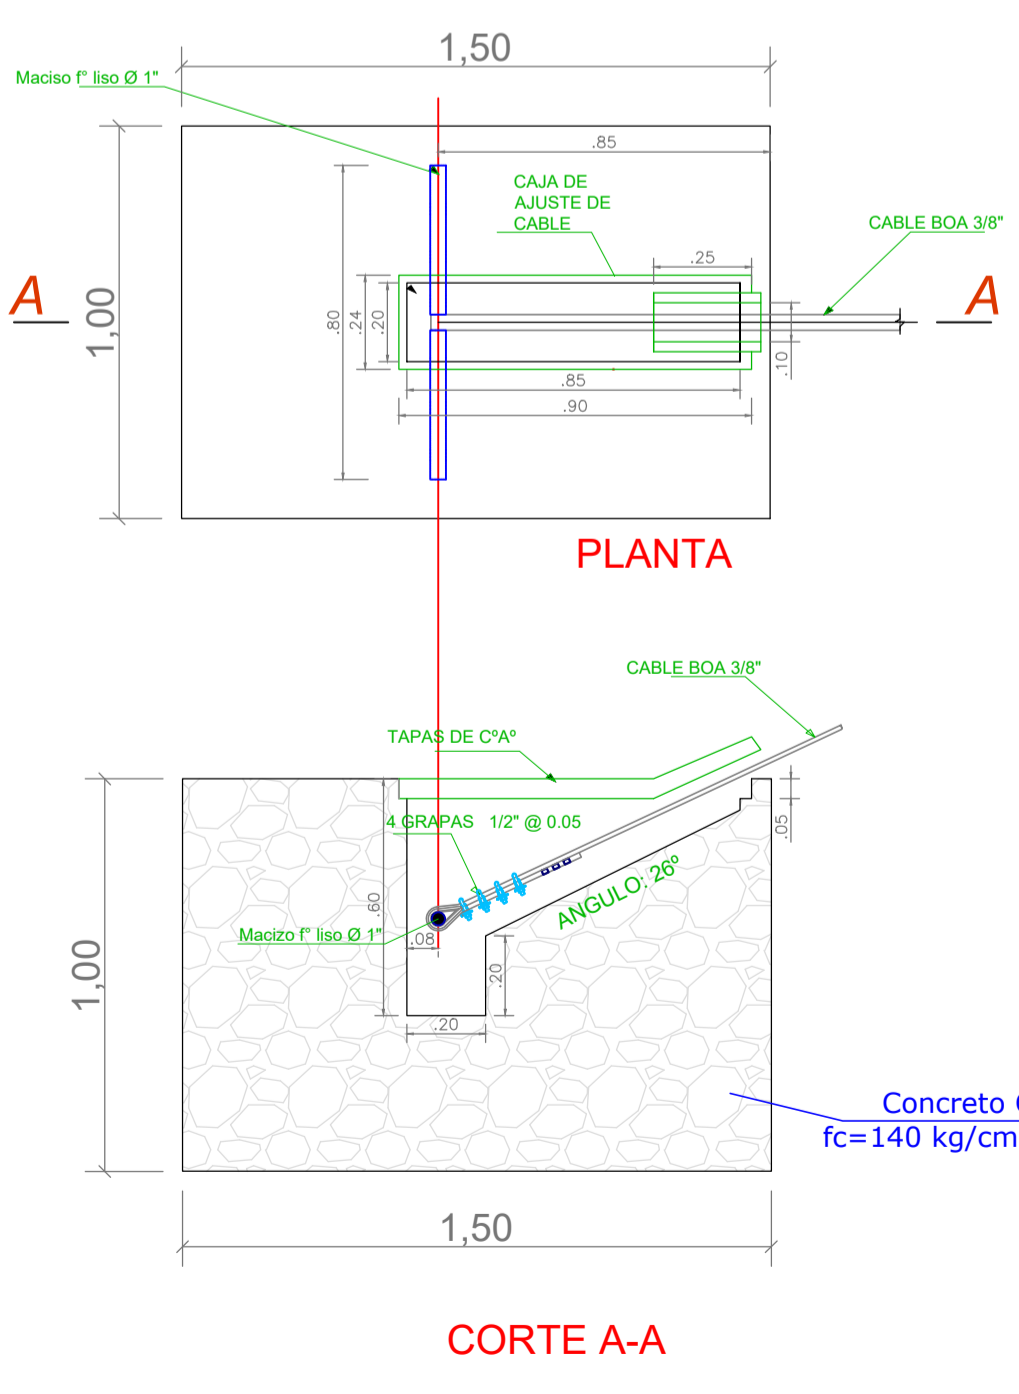 1,50
Maciso f° liso Ø 1"
.85
CAJA DE
AJUSTE DE
CABLE
CABLE BOA 3/8"
.25
A
A
1,00
.80
.24
.20
.10
.85
.90
PLANTA
CABLE BOA 3/8"
TAPAS DE CºAº
4 GRAPAS 1/2" @ 0.05
.05
ANGULO: 26º
.60
Macizo f° liso Ø 1"
.08
1,00
.20
.20
Concreto
fc=140 kg/cm
1,50
CORTE A-A